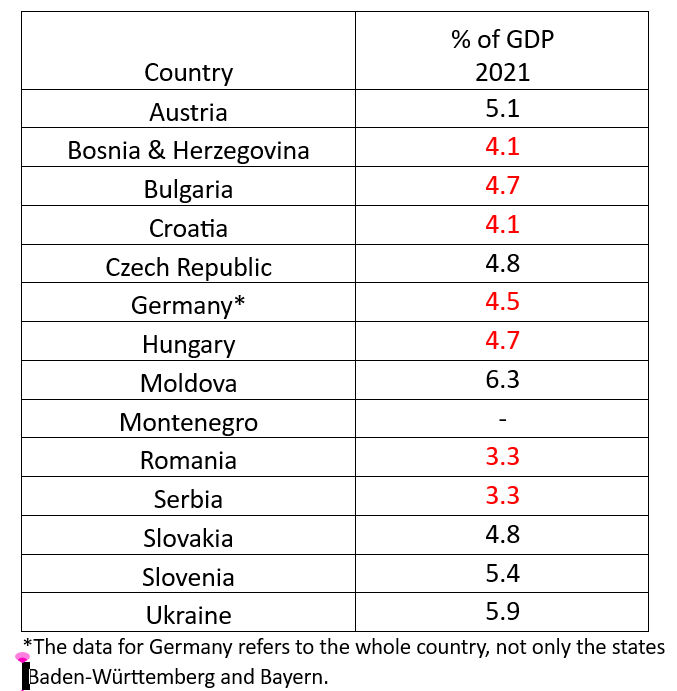 % of GDP
Country 2021
Austria 5.1
Bosnia & Herzegovina 4.1
Bulgaria 4.7
Croatia 4.1
Czech Republic 4.8
Germany* 4.5
Hungary 4.7
Moldova 6.3
Montenegro -
Romania 3.3
Serbia 3.3
Slovakia 4.8
Slovenia 5.4
Ukraine 5.9
*The data for Germany refers to the whole country, not only the states
Baden-Württemberg and Bayern.